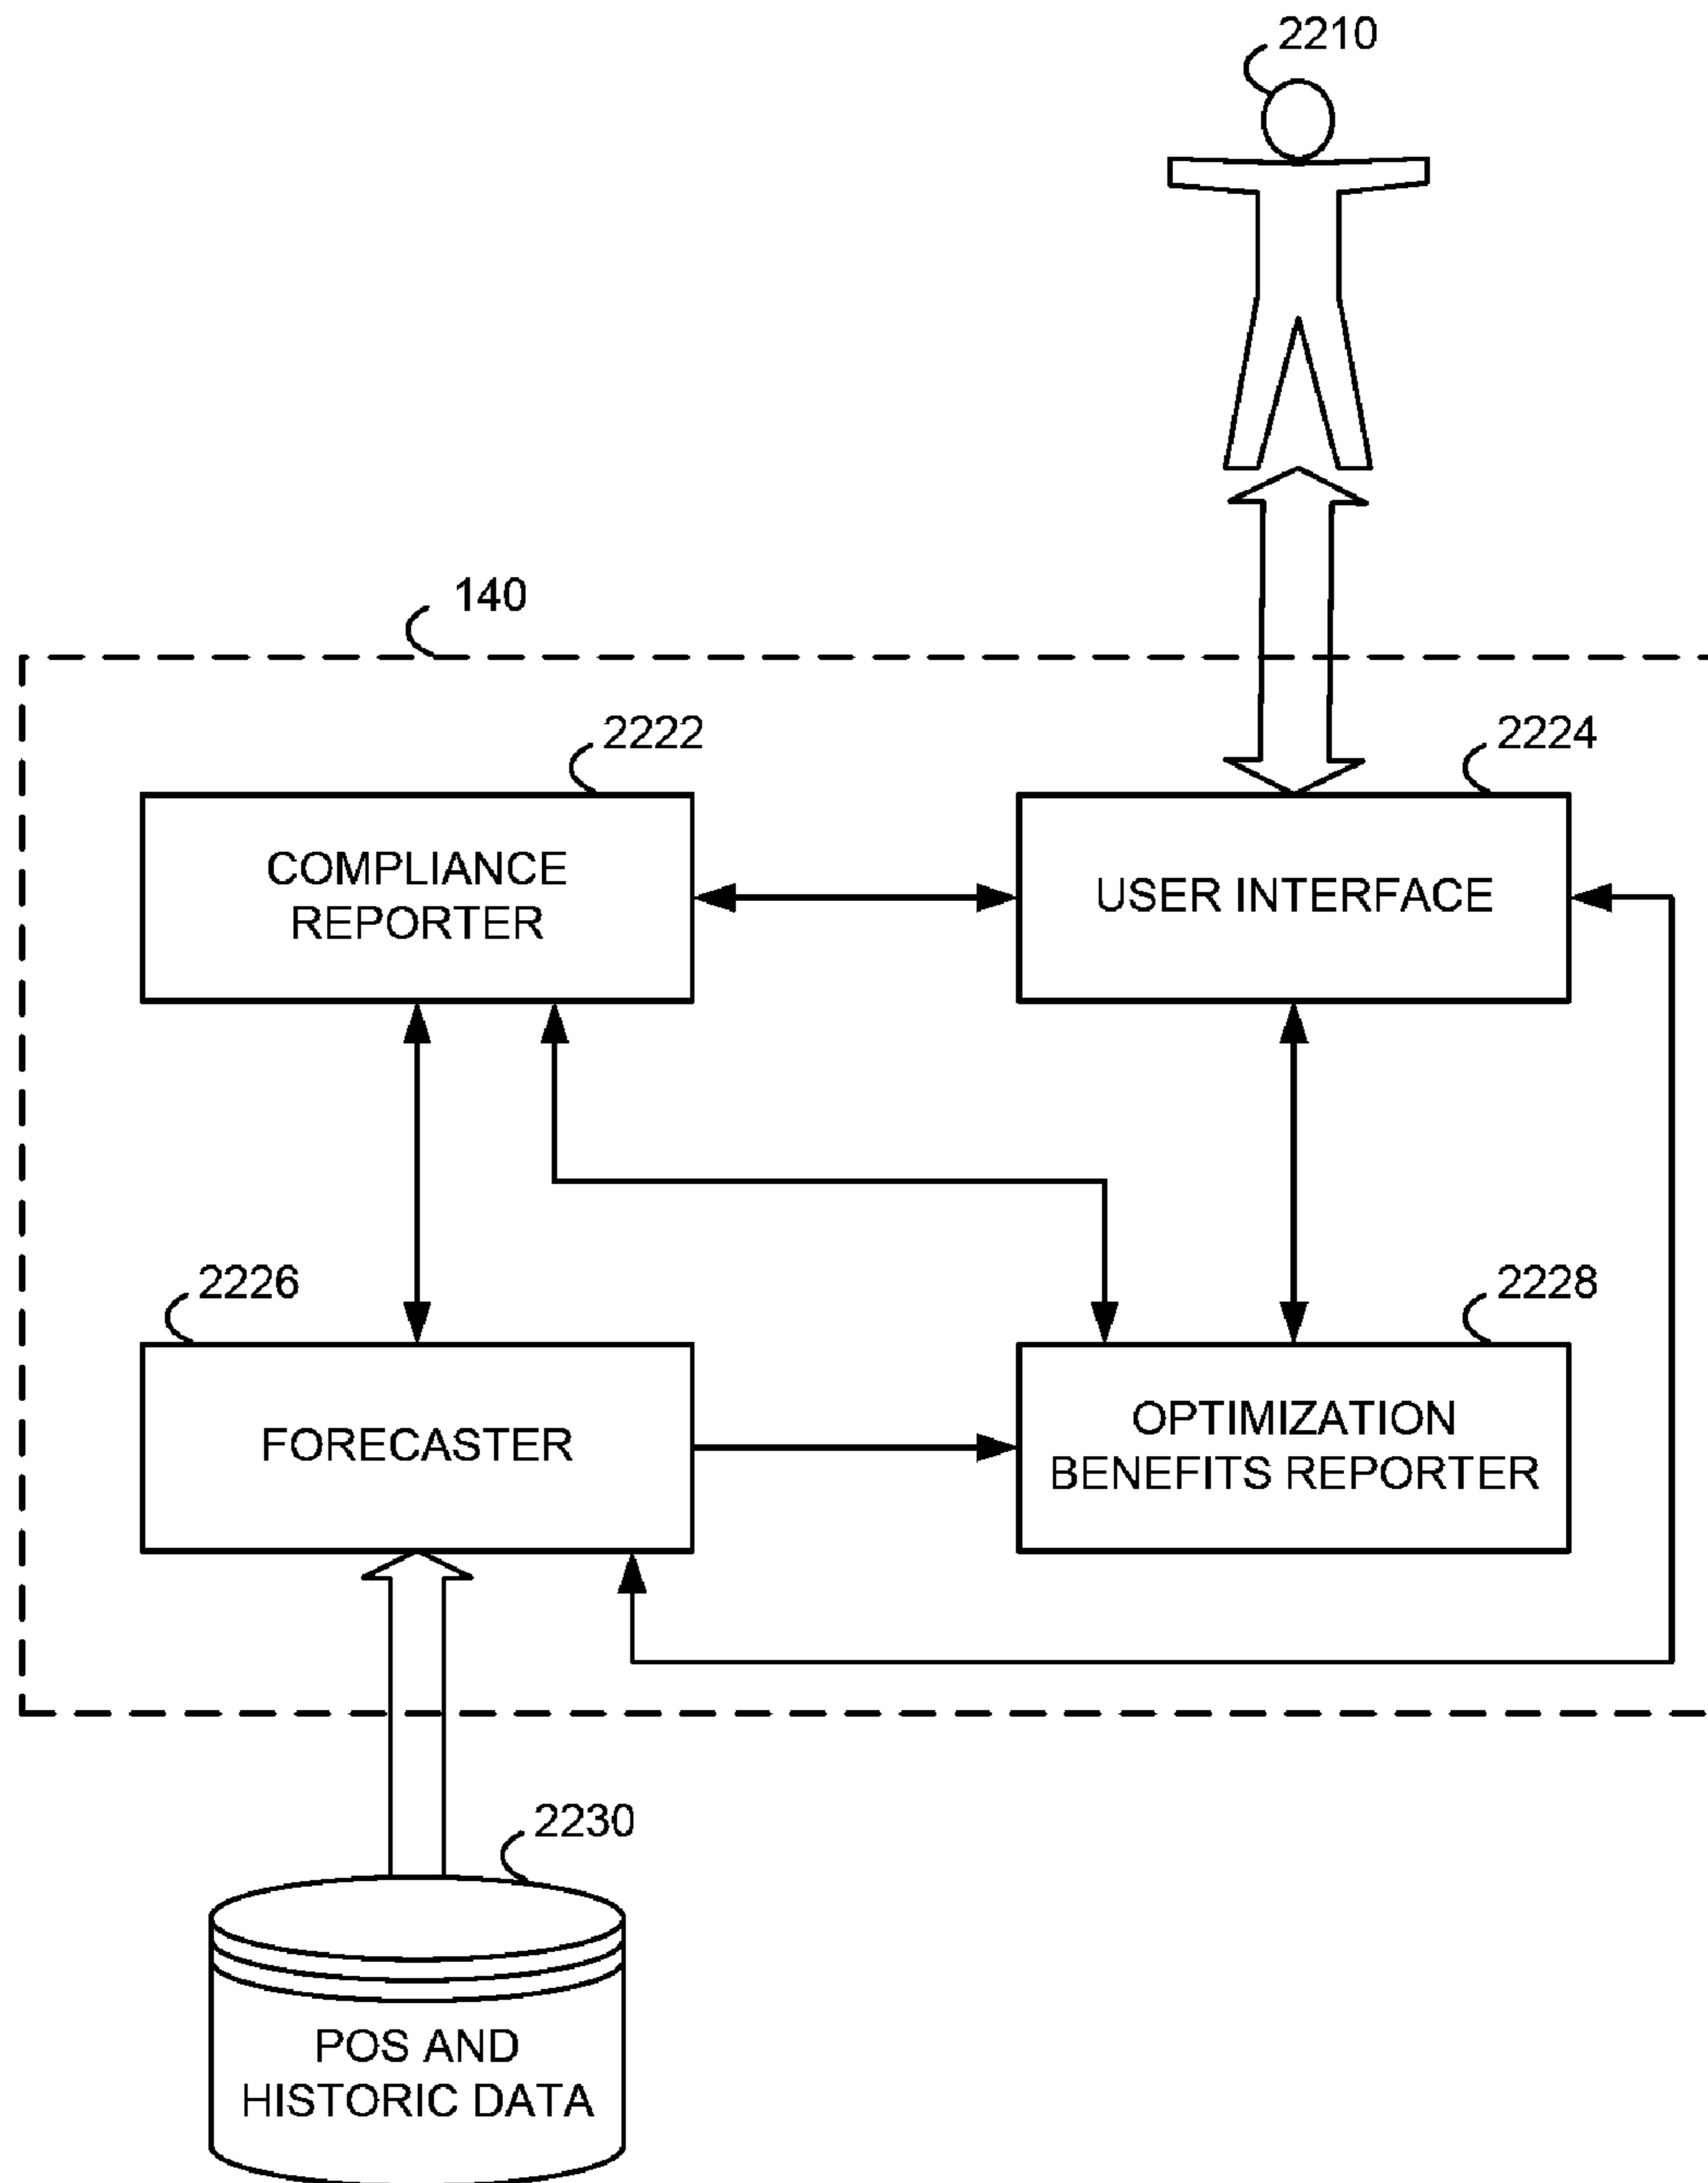 2210
140
2222
2224
COMPLIANCE
REPORTER
USER INTERFACE
2226
2228
FORECASTER
OPTIMIZATION
BENEFITS REPORTER
2230
POS AND
HISTORIC DATA